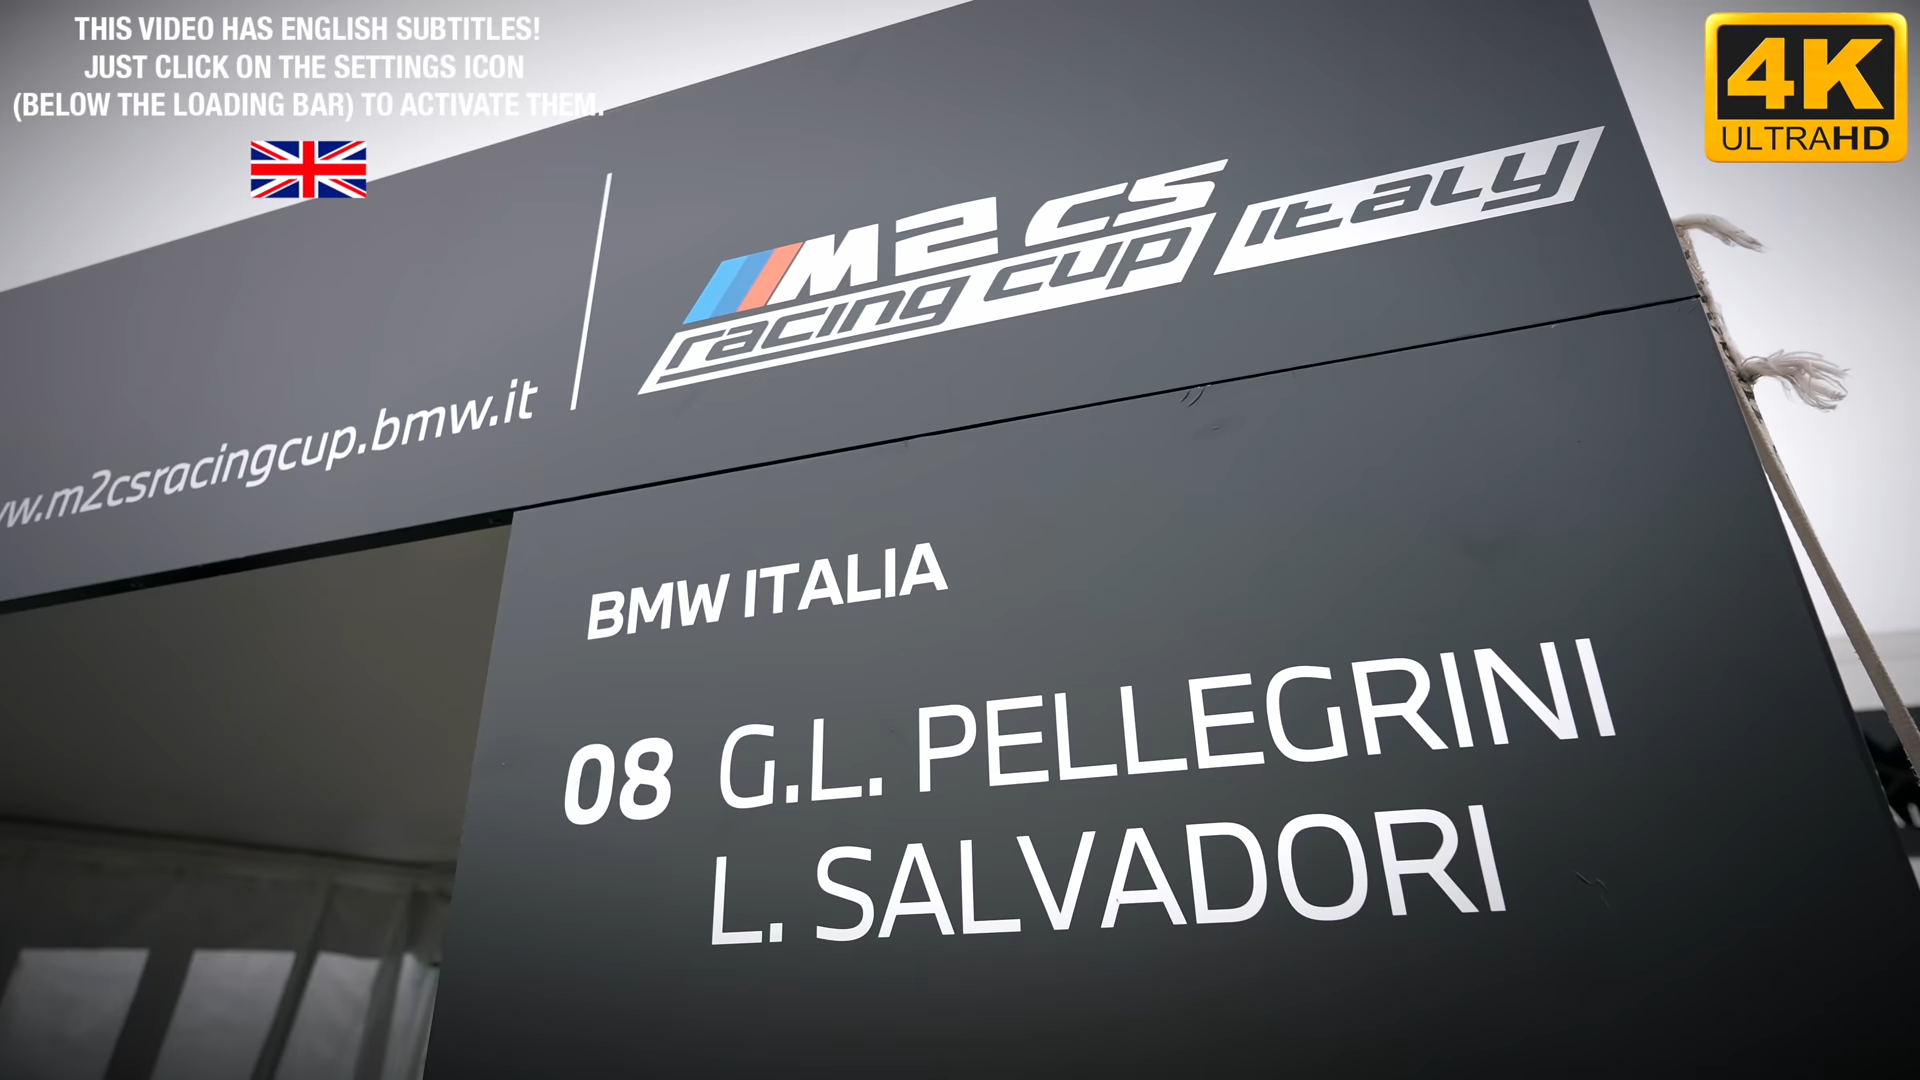 THIS VIDEO HAS ENGLISH SUBTITLES!
JUST CLICK ON THE SETTINGS ICON
(BELOW THE LOADING BAR) TO ACTIVATE THEM.
4K
ULTRAHD
M2 CS
racing cup Italy
w.m2csracingcup.bmw.it
BMW ITALIA
08 G.L. PELLEGRINI
L. SALVADORI